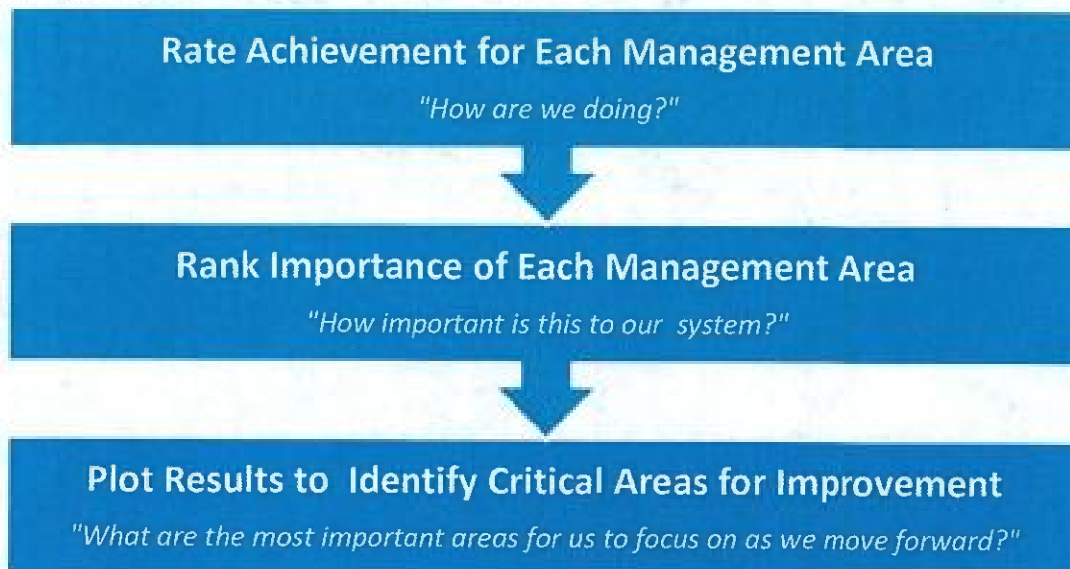 Rate Achievement for Each Management Area
"How are we doing?"
Rank Importance of Each Management Area
"How important is this to our system?"
Plot Results to Identify Critical Areas for Improvement
"What are the most important areas for us to focus on as we move forward?"